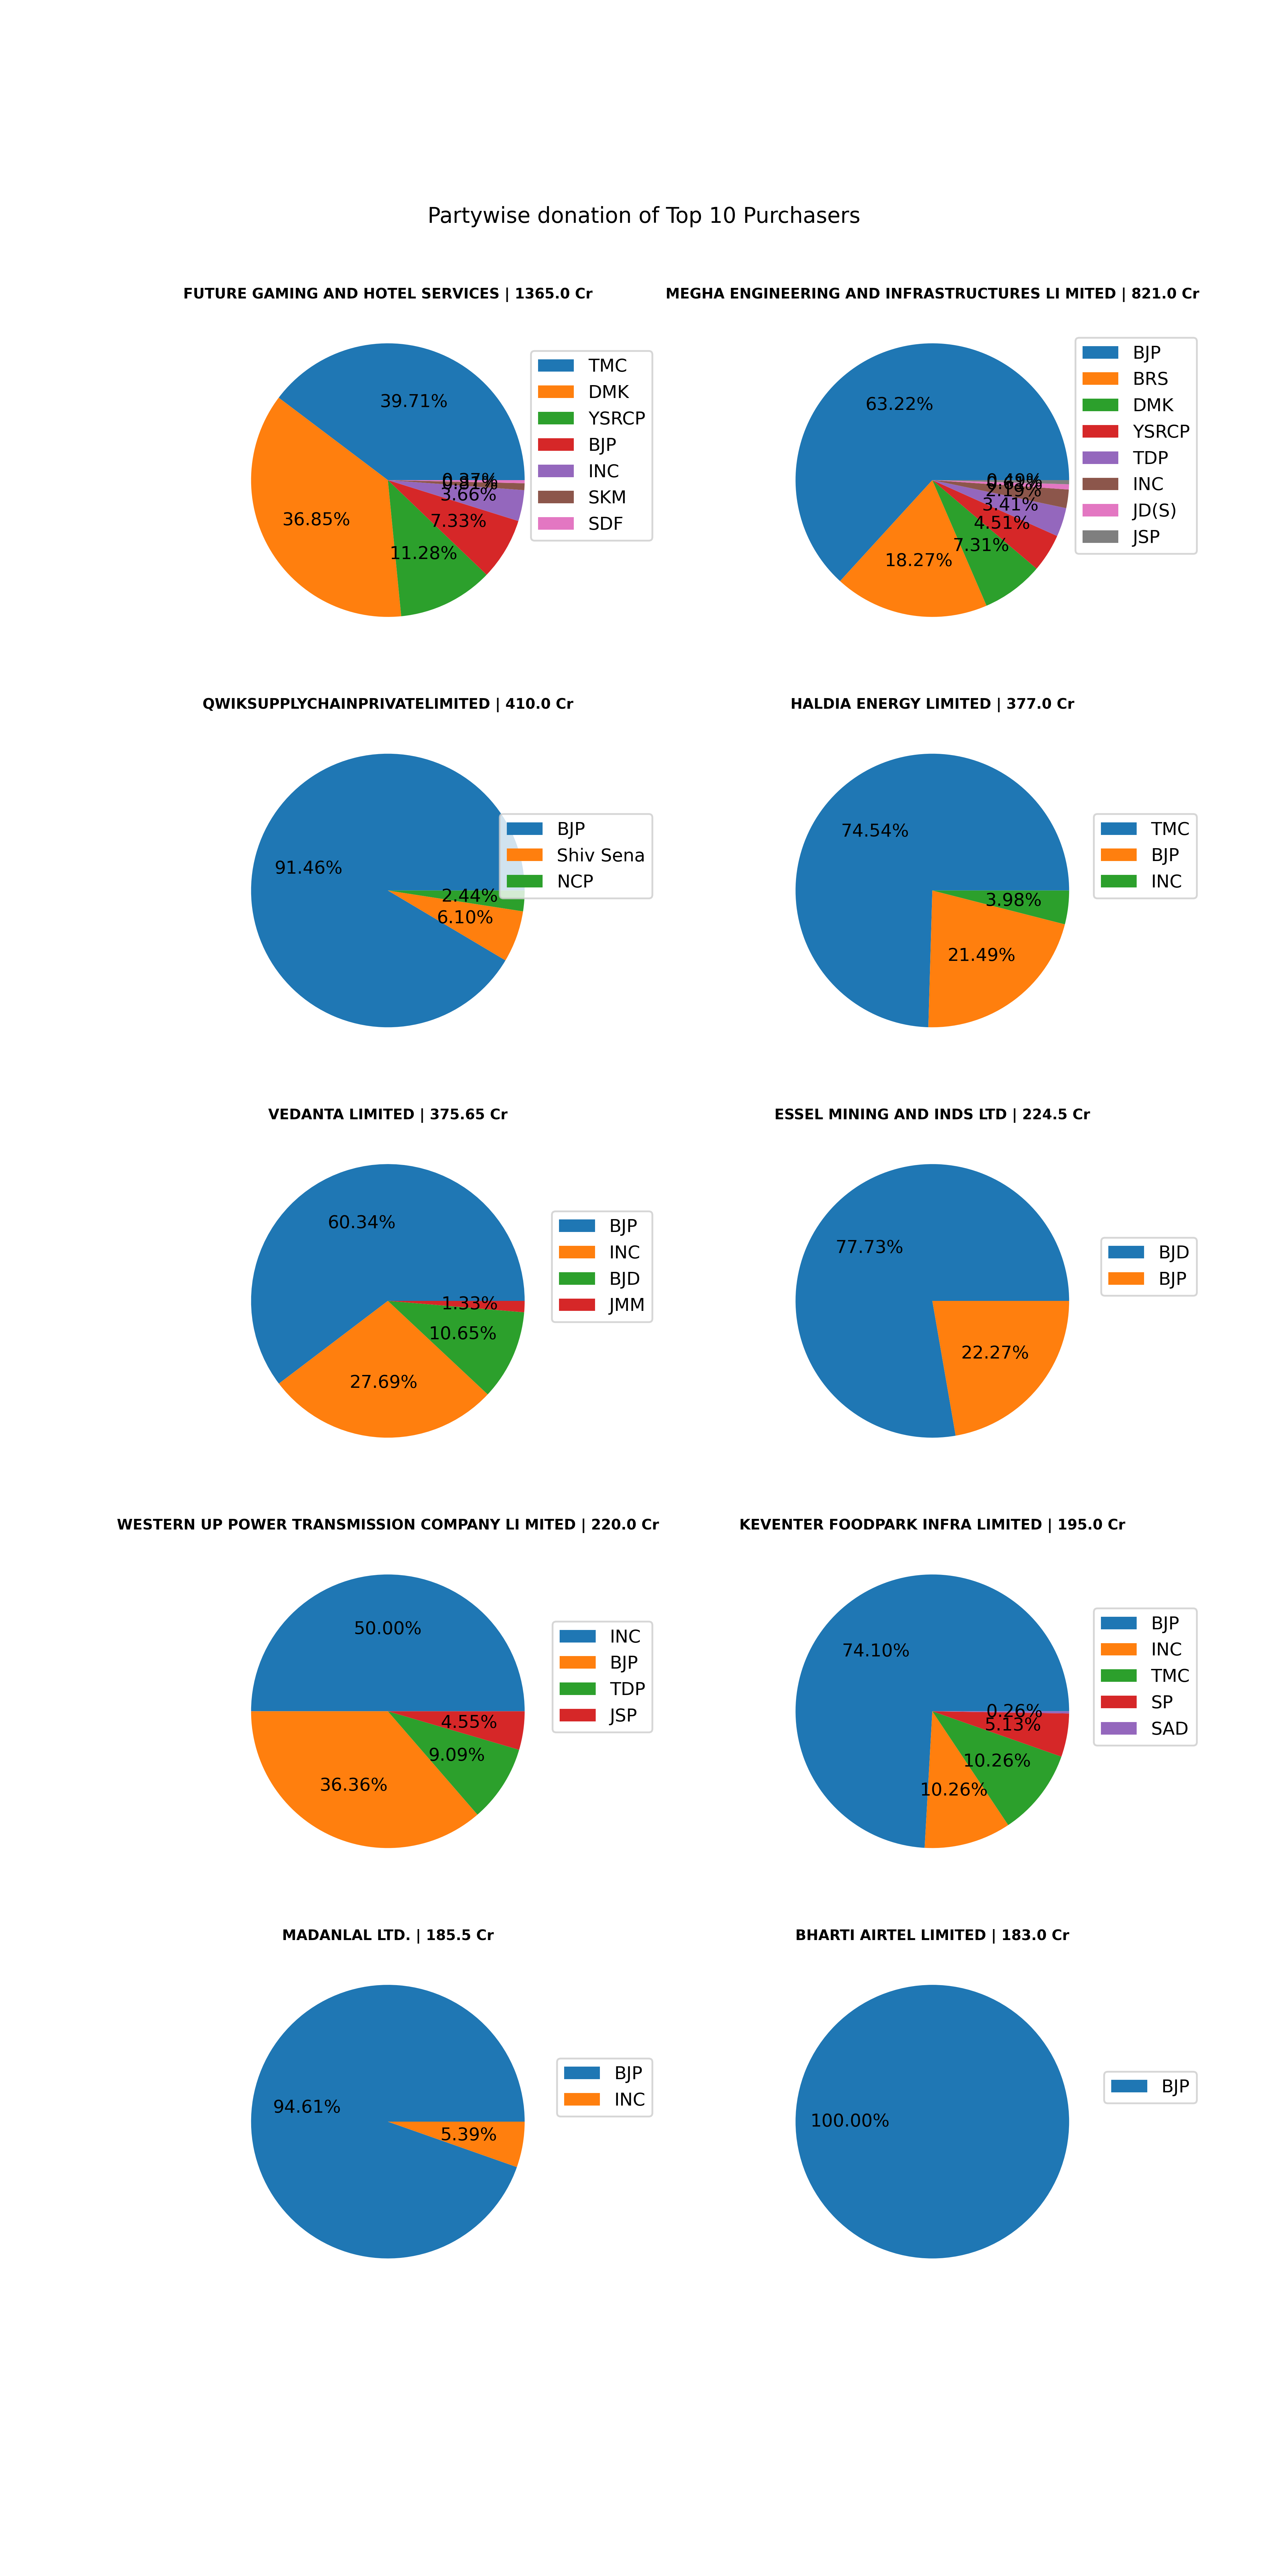 Partywise donation of Top 10 Purchasers
FUTURE GAMING AND HOTEL SERVICES | 1365.0 Cr
39.71%
36.85%
11.28%
7.33%
3.66%
TMC
DMK
YSRCP
BJP
INC
SKM
SDF
MEGHA ENGINEERING AND INFRASTRUCTURES LI MITED | 821.0 Cr
63.22%
18.27%
7.31%
4.51%
3.41%
2.19%
BJP
BRS
DMK
YSRCP
TDP
INC
JD(S)
JSP
QWIKSUPPLYCHAINPRIVATELIMITED | 410.0 Cr
91.46%
6.10%
2.44%
BJP
Shiv Sena
NCP
HALDIA ENERGY LIMITED | 377.0 Cr
74.54%
21.49%
3.98%
TMC
BJP
INC
VEDANTA LIMITED | 375.65 Cr
60.34%
27.69%
10.65%
1.33%
BJP
INC
BJD
JMM
ESSEL MINING AND INDS LTD | 224.5 Cr
77.73%
22.27%
BJD
BJP
WESTERN UP POWER TRANSMISSION COMPANY LI MITED | 220.0 Cr
50.00%
36.36%
9.09%
4.55%
INC
BJP
TDP
JSP
KEVENTER FOODPARK INFRA LIMITED | 195.0 Cr
74.10%
10.26%
10.26%
5.13%
0.26%
BJP
INC
TMC
SP
SAD
MADANLAL LTD. | 185.5 Cr
94.61%
5.39%
BJP
INC
BHARTI AIRTEL LIMITED | 183.0 Cr
100.00%
BJP